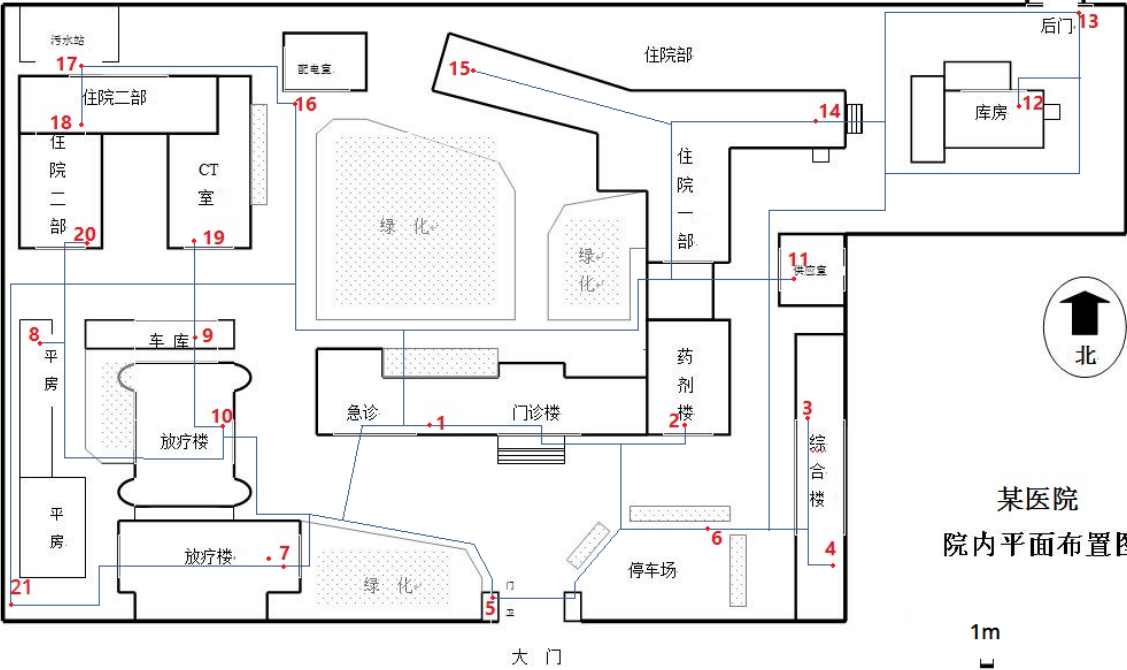 13
后门
污水站
17
配电室
15
住院部
住院二部
16
12
库房
18
14
住院二部
CT室
住院一部
绿 化
20
19
绿化
11
供应室
8
平房
车 库
9
北
药剂楼
3
10
急诊
1
门诊楼
2
放疗楼
综合楼
某医院
院内平面布置图
平房
6
7
放疗楼
4
停车场
21
绿 化
5
门卫
1m
大 门